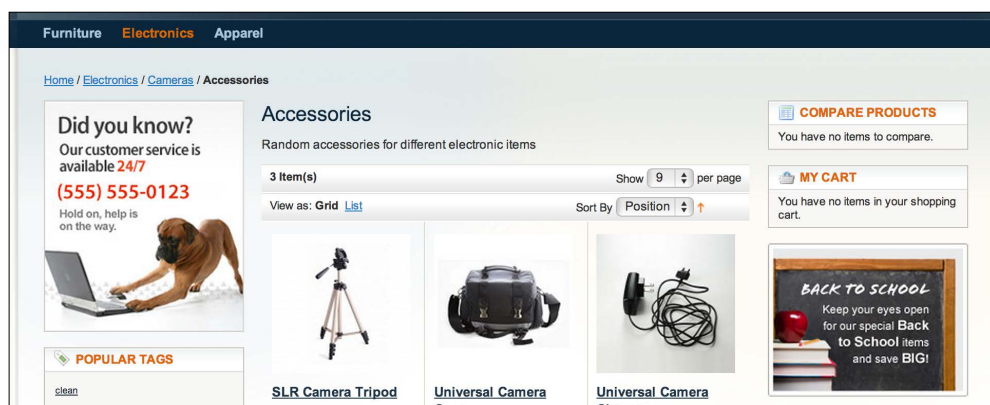 Furniture Electronics Apparel
Home / Electronics / Cameras / Accessories
Did you know?
Our customer service is
available 24/7
(555) 555-0123
Hold on, help is
on the way.
POPULAR TAGS
clean
Accessories
Random accessories for different electronic items
3 Item(s)
Show 9 per page
View as: Grid List
Sort By Position
SLR Camera Tripod
Universal Camera
Universal Camera
COMPARE PRODUCTS
You have no items to compare.
MY CART
You have no items in your shopping
cart.
BACK TO SCHOOL
Keep your eyes open
for our special Back
to School items
and save BIG!